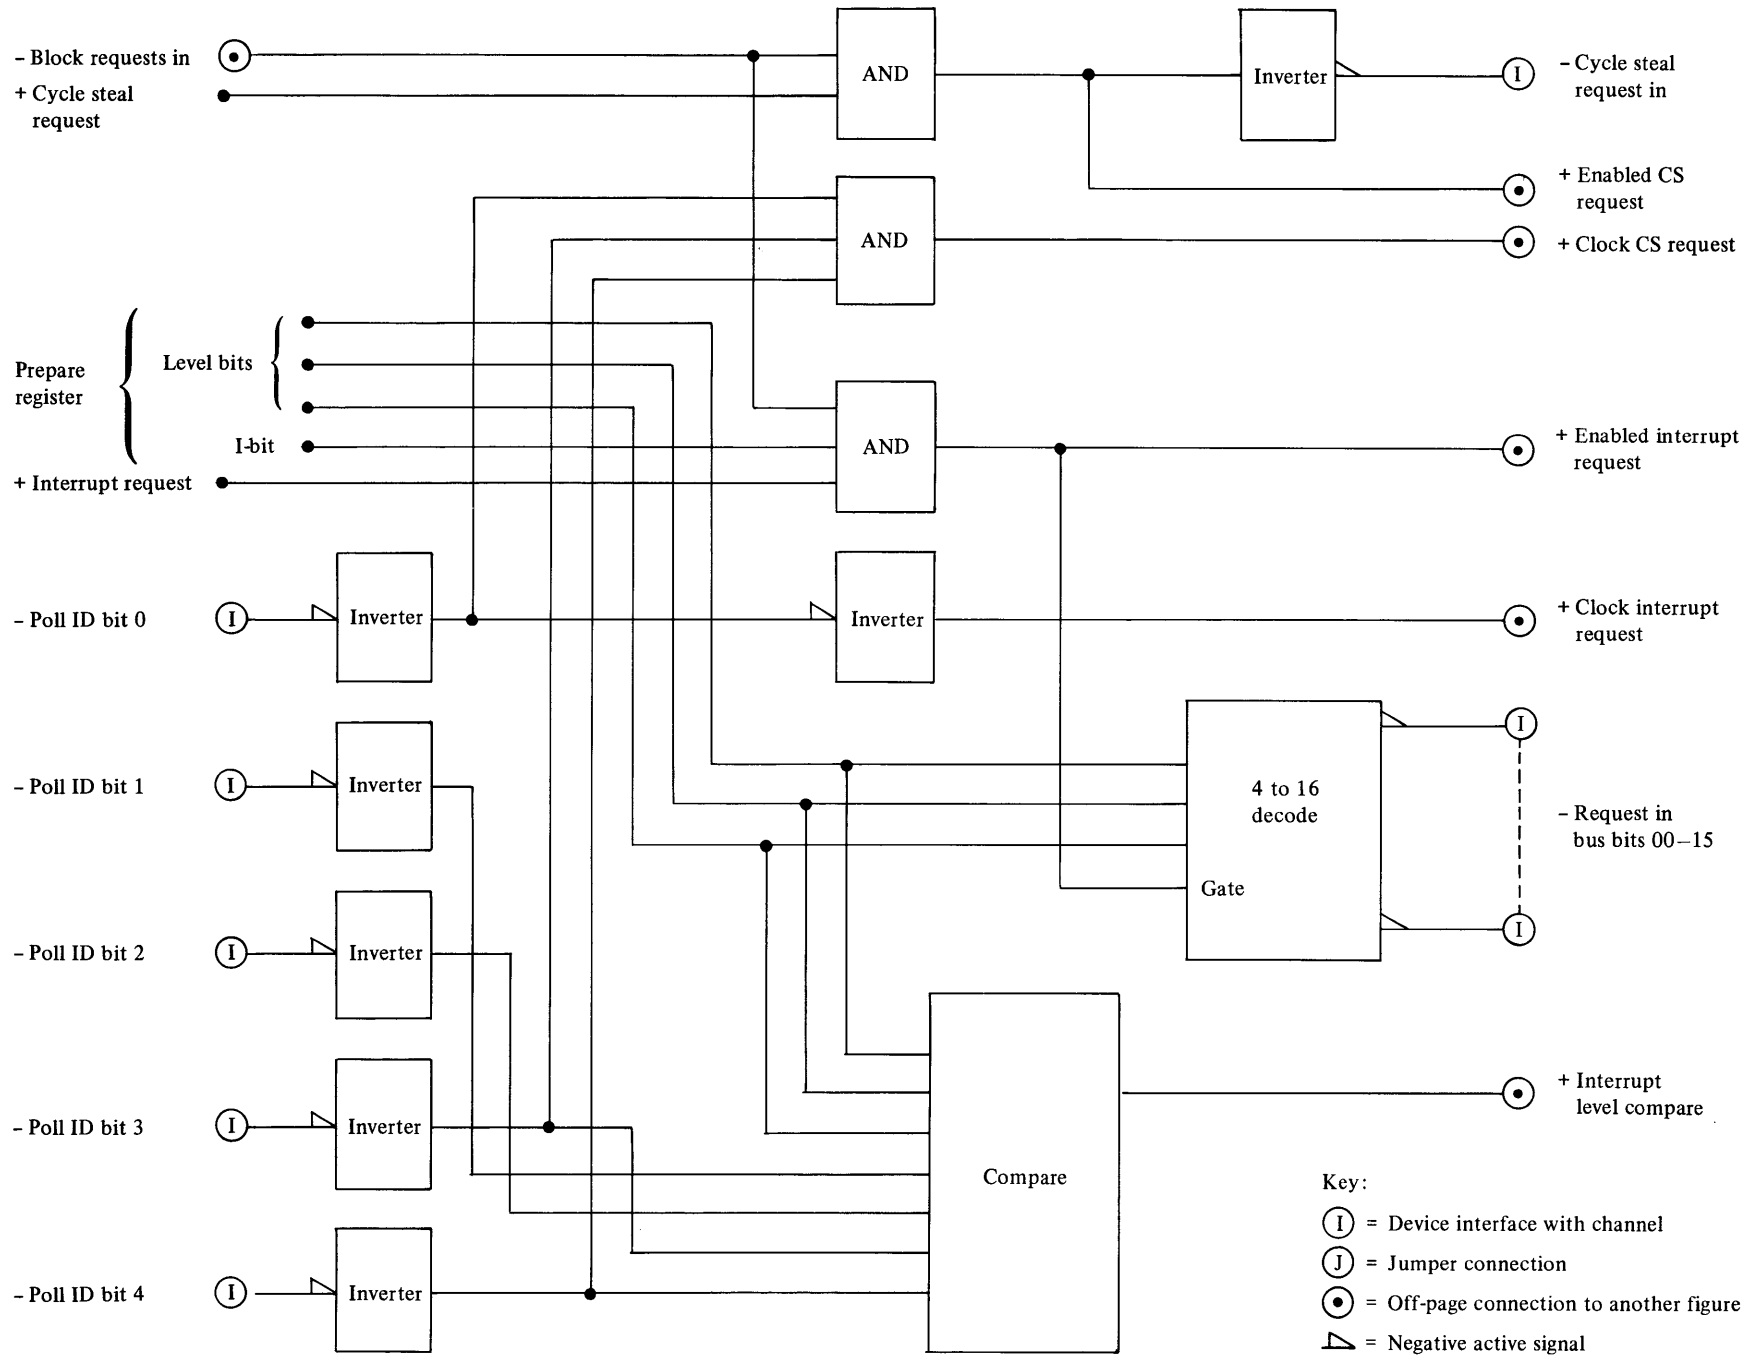 − Block requests in
+ Cycle steal
request
AND
Inverter
I
− Cycle steal
request in
+ Enabled CS
request
AND
+ Clock CS request
Prepare
register
Level bits
I-bit
+ Interrupt request
AND
+ Enabled interrupt
request
− Poll ID bit 0
I
Inverter
Inverter
+ Clock interrupt
request
− Poll ID bit 1
I
Inverter
4 to 16
decode
Gate
I
− Request in
bus bits 00−15
I
− Poll ID bit 2
I
Inverter
− Poll ID bit 3
I
Inverter
Compare
+ Interrupt
level compare
− Poll ID bit 4
I
Inverter
Key:
I = Device interface with channel
J = Jumper connection
= Off-page connection to another figure
= Negative active signal